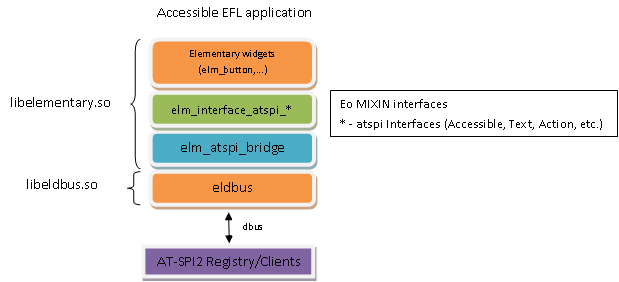 Accessible EFL application
Elementary widgets
(elm_button,...)
libelementary.so
elm_interface_atspi_*
Eo MIXIN interfaces
* - atspi Interfaces (Accessible, Text, Action, etc.)
elm_atspi_bridge
libeldbus.so
eldbus
dbus
AT-SPI2 Registry/Clients